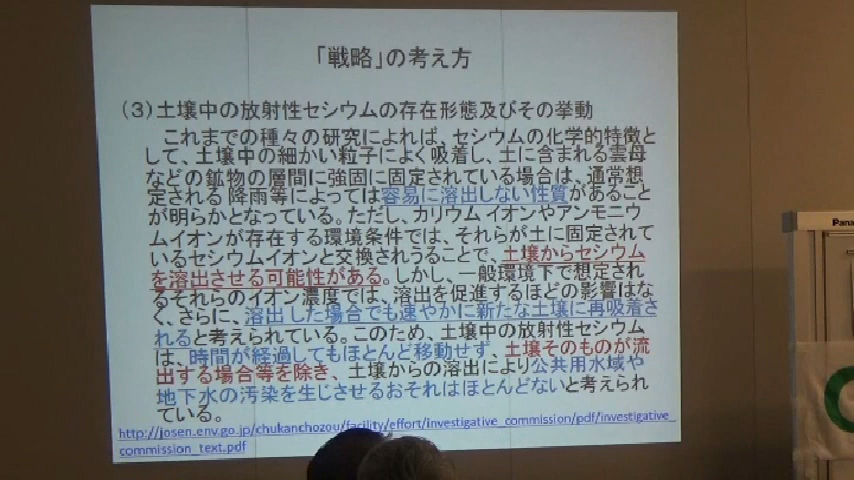 「戦略」の考え方
（3）土壌中の放射性セシウムの存在形態及びその挙動
これまでの種々の研究によれば、セシウムの化学的特徴と
して、土壌中の細かい粒子によく吸着し、土に含まれる雲母
などの鉱物の層間に強固に固定されている場合は、通常想
定される降雨等によっては容易に溶出しない性質があること
が明らかとなっている。ただし、カリウムイオンやアンモニウ
ムイオンが存在する環境条件では、それらが土に固定されて
いるセシウムイオンと交換されうることで、土壌からセシウム
を溶出させる可能性がある。しかし、一般環境下で想定され
るそれらのイオン濃度では、溶出を促進するほどの影響はな
く、さらに、溶出した場合でも速やかに新たな土壌に再吸着さ
れると考えられている。このため、土壌中の放射性セシウム
は、時間が経過してもほとんど移動せず、土壌そのものが流
出する場合等を除き、土壌からの溶出により公共用水域や
地下水の汚染を生じさせるおそれはほとんどないと考えられ
ている。
http://josen.env.go.jp/chukanchozou/facility/effort/investigative_commission/pdf/investigative_
commission_text.pdf
Pana